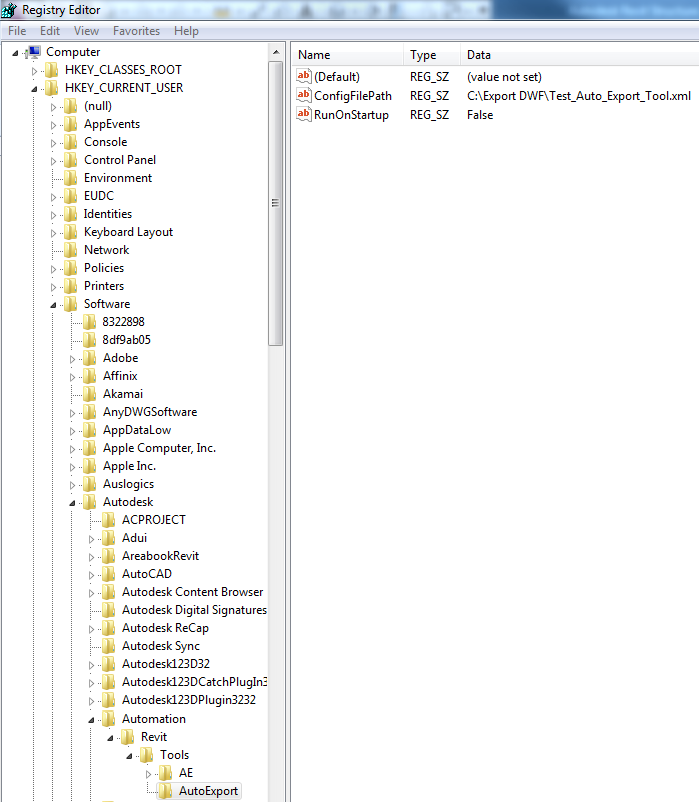 Registry Editor
File Edit View Favorites Help
Computer
HKEY_CLASSES_ROOT
HKEY_CURRENT_USER
(null)
AppEvents
Console
Control Panel
Environment
EUDC
Identities
Keyboard Layout
Network
Policies
Printers
Software
8322898
8df9ab05
Adobe
Affinix
Akamai
AnyDWGSoftware
AppDataLow
Apple Computer, Inc.
Apple Inc.
Auslogics
Autodesk
ACPROJECT
Adui
AreabookRevit
AutoCAD
Autodesk Content Browser
Autodesk Digital Signatures
Autodesk ReCap
Autodesk Sync
Autodesk123D32
Autodesk123DCatchPlugIn3
Autodesk123DPlugin3232
Automation
Revit
Tools
AE
AutoExport
Name Type Data
ab (Default) REG_SZ (value not set)
ab ConfigFilePath REG_SZ C:\Export DWF\Test_Auto_Export_Tool.xml
ab RunOnStartup REG_SZ False